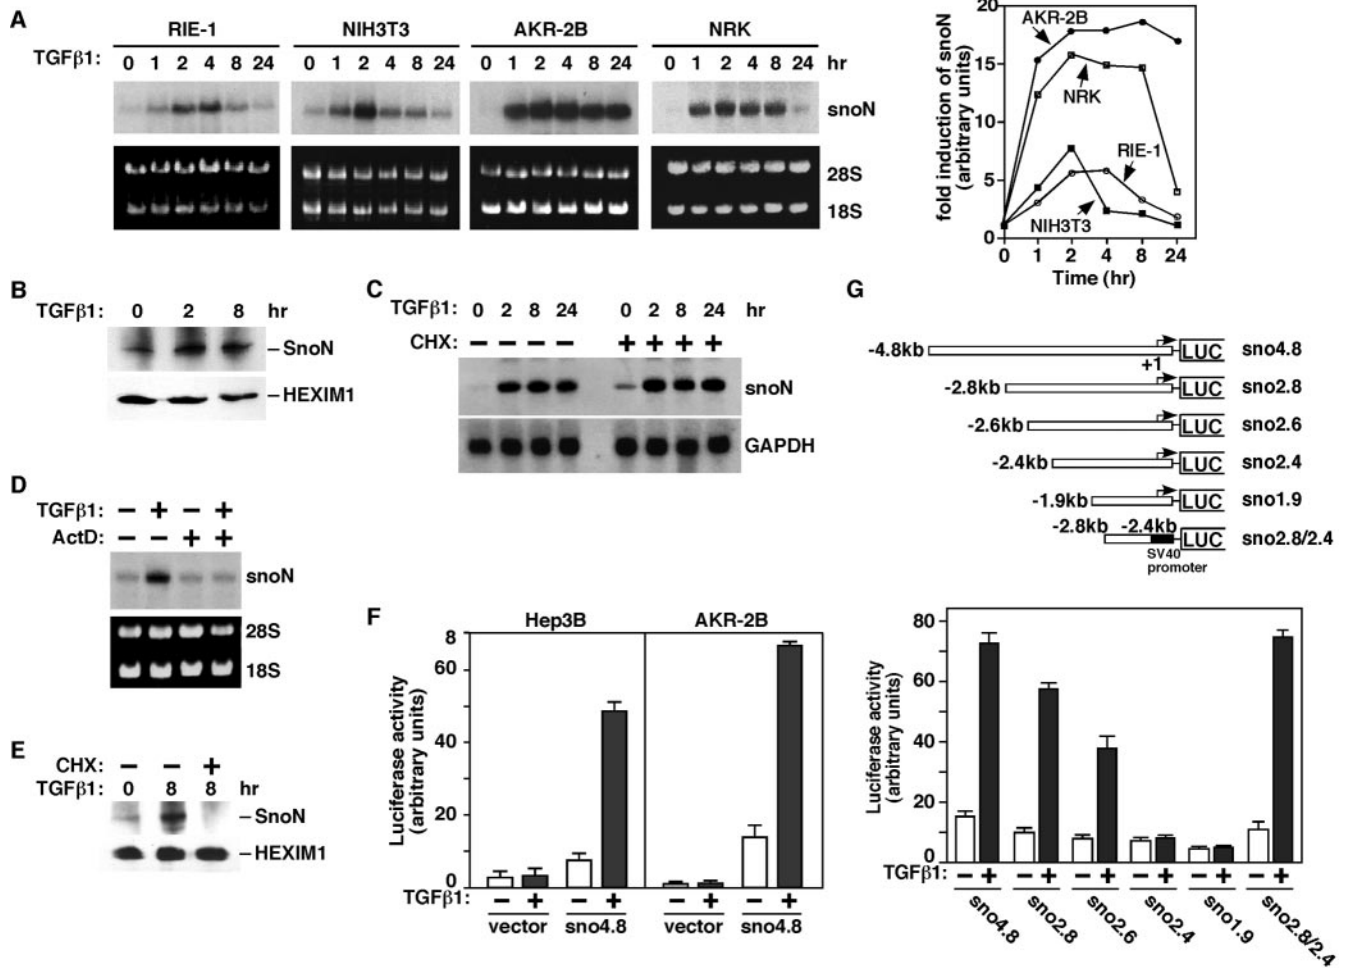 A
RIE-1 NIH3T3 AKR-2B NRK
TGFβ1: 0 1 2 4 8 24 0 1 2 4 8 24 0 1 2 4 8 24 0 1 2 4 8 24 hr
snoN
28S
18S
fold induction of snoN
(arbitrary units)
20
15
10
5
0
AKR-2B
NRK
RIE-1
NIH3T3
0 1 2 4 8 24
Time (hr)
B
TGFβ1: 0 2 8 hr
SnoN
HEXIM1
C
TGFβ1: 0 2 8 24 0 2 8 24 hr
CHX: − − − − + + + +
snoN
GAPDH
D
TGFβ1: − + − +
ActD: − − + +
snoN
28S
18S
E
CHX: − − +
TGFβ1: 0 8 8 hr
SnoN
HEXIM1
F
Hep3B AKR-2B
Luciferase activity
(arbitrary units)
8
60
40
20
0
TGFβ1: − + − + − + − +
vector sno4.8 vector sno4.8
G
-4.8kb +1 LUC sno4.8
-2.8kb LUC sno2.8
-2.6kb LUC sno2.6
-2.4kb LUC sno2.4
-1.9kb LUC sno1.9
-2.8kb -2.4kb LUC sno2.8/2.4
SV40
promoter
Luciferase activity
(arbitrary units)
80
60
40
20
0
TGFβ1: − + − + − + − + − + − +
sno4.8 sno2.8 sno2.6 sno2.4 sno1.9 sno2.8/2.4